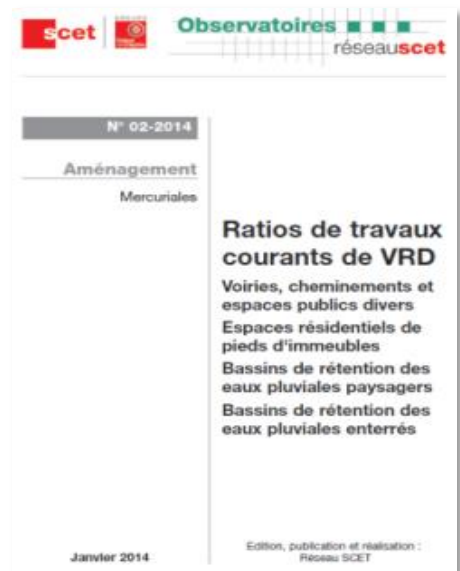 scet
Observatoires
réseauscet
N° 02-2014
Aménagement
Mercuriales
Ratios de travaux
courants de VRD
Voiries, cheminements et
espaces publics divers
Espaces résidentiels de
pieds d'immeubles
Bassins de rétention des
eaux pluviales paysagers
Bassins de rétention des
eaux pluviales enterrés
Janvier 2014
Edition, publication et réalisation :
Réseau SCET